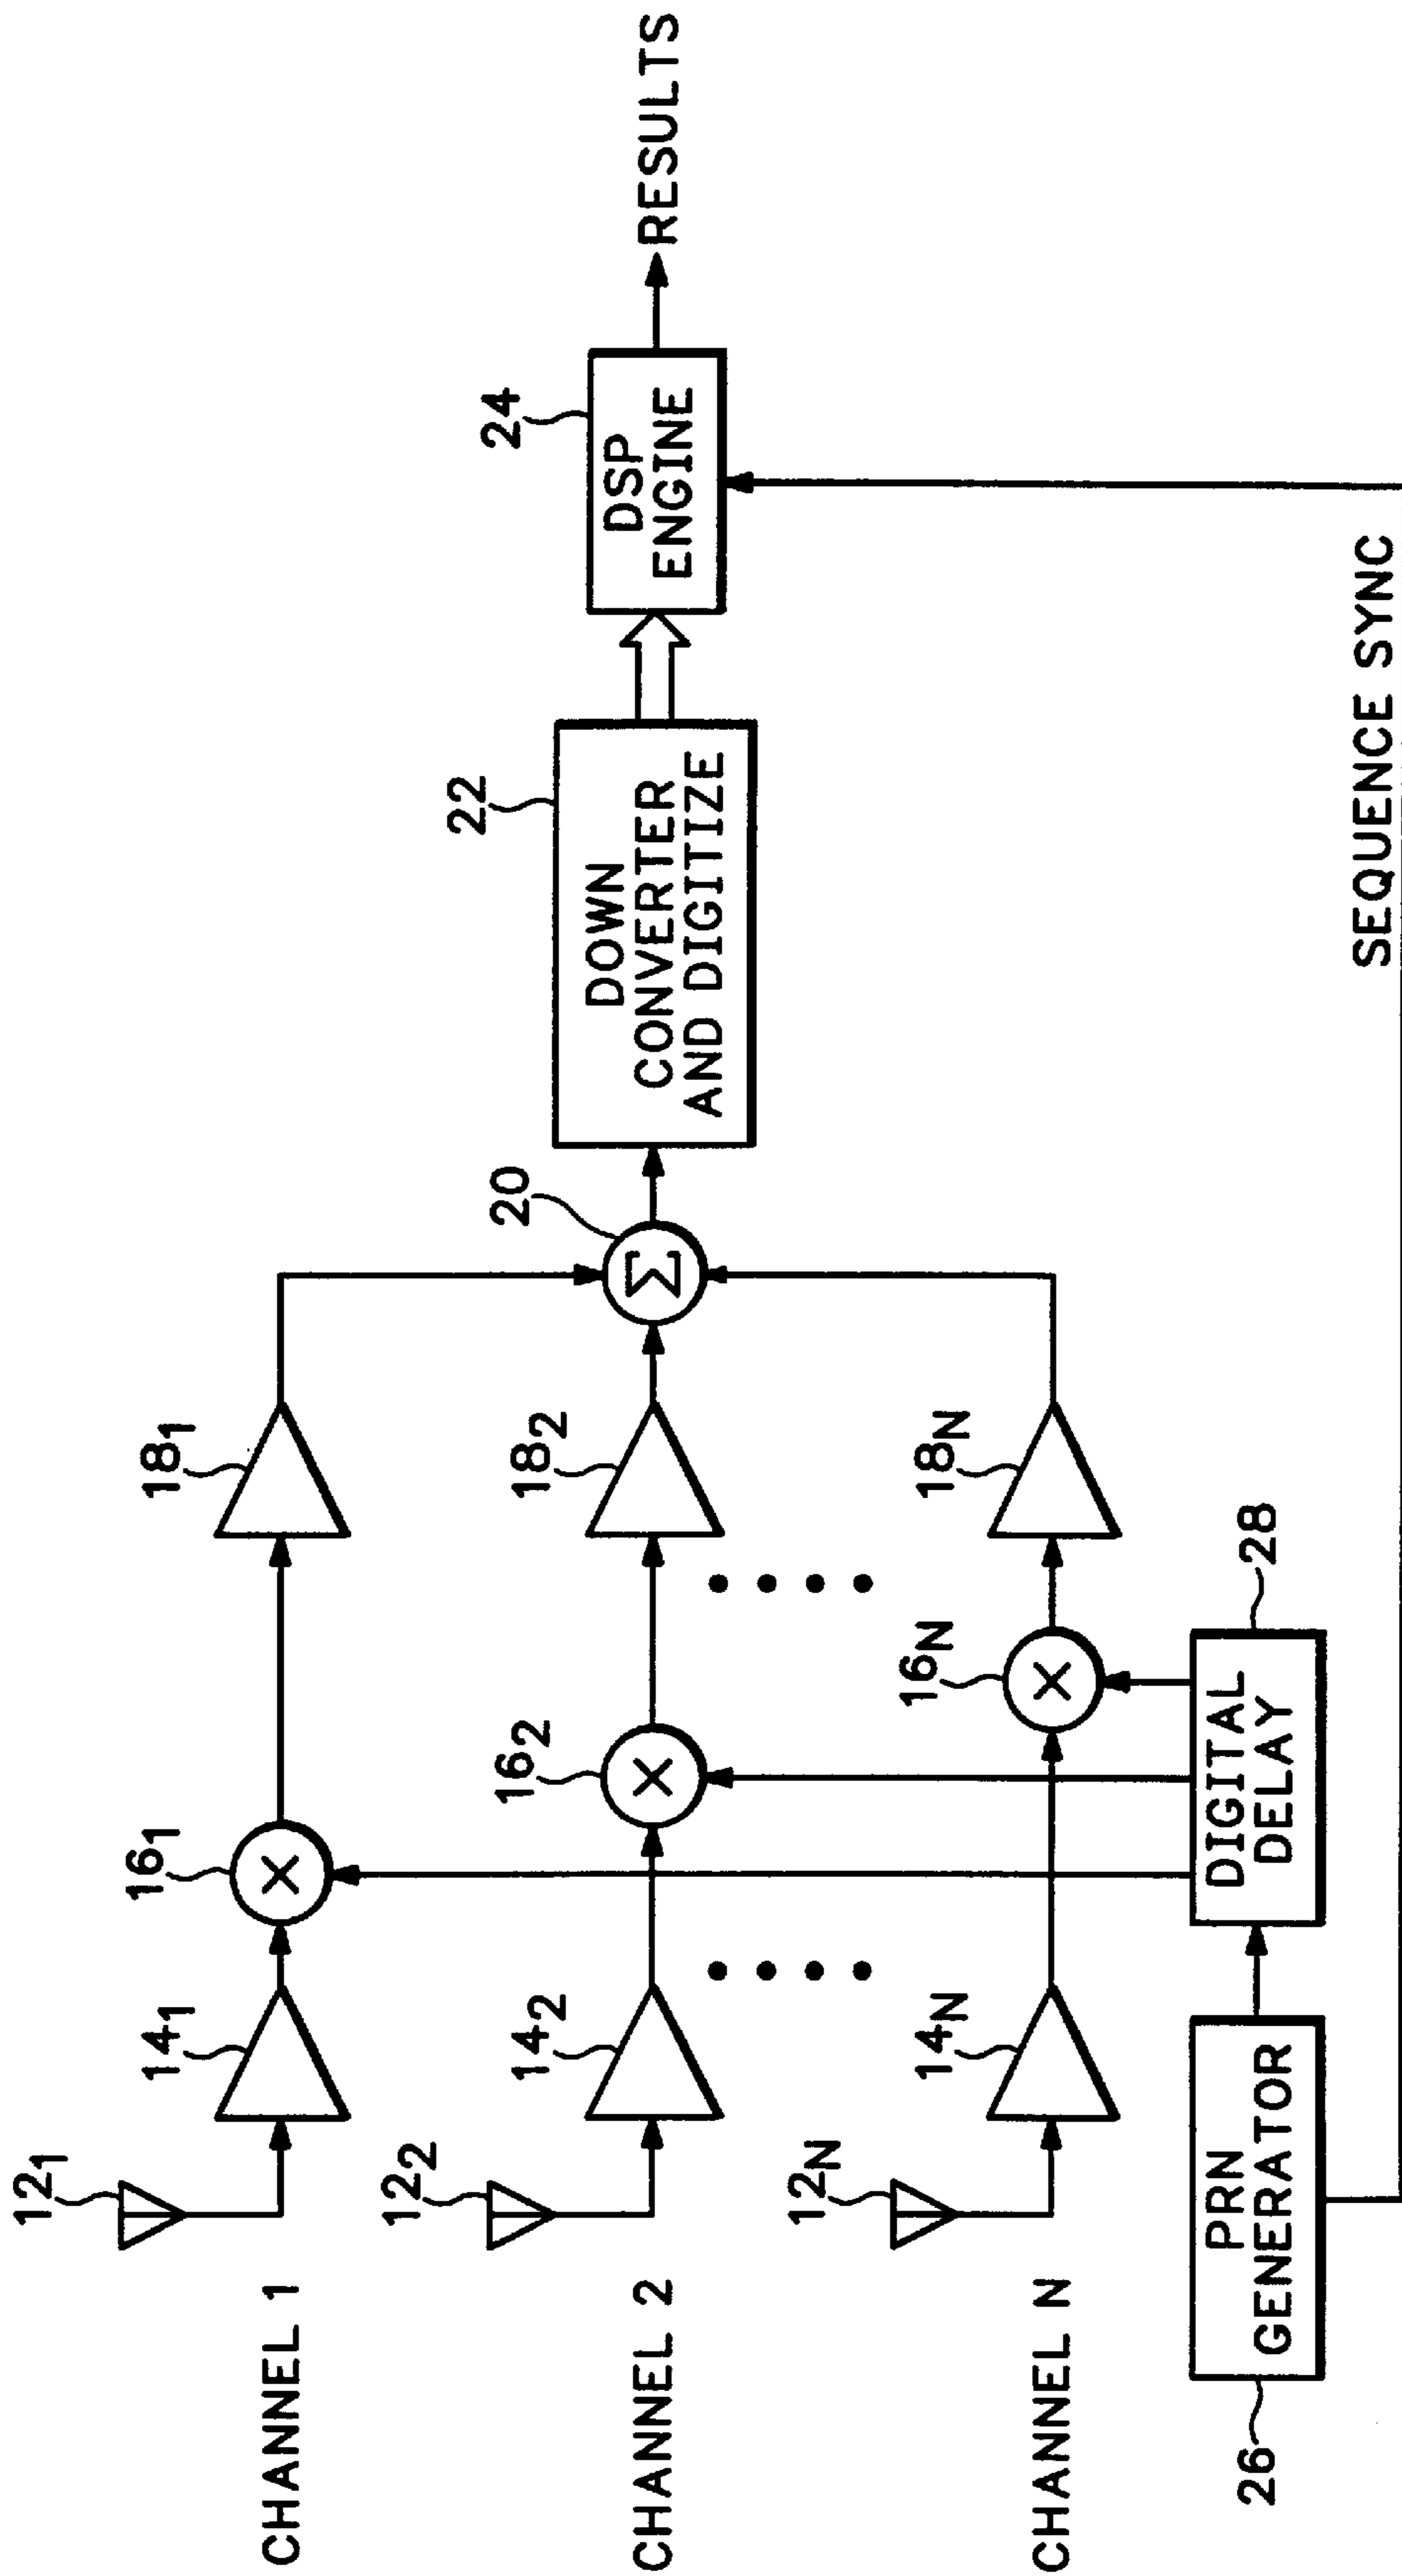 CHANNEL 1
12₁
14₁
16₁
18₁
CHANNEL 2
12₂
14₂
16₂
18₂
20
Σ
22
DOWN
CONVERTER
AND DIGITIZE
24
DSP
ENGINE
RESULTS
CHANNEL N
12N
14N
16N
18N
26
PRN
GENERATOR
DIGITAL
DELAY
28
SEQUENCE SYNC